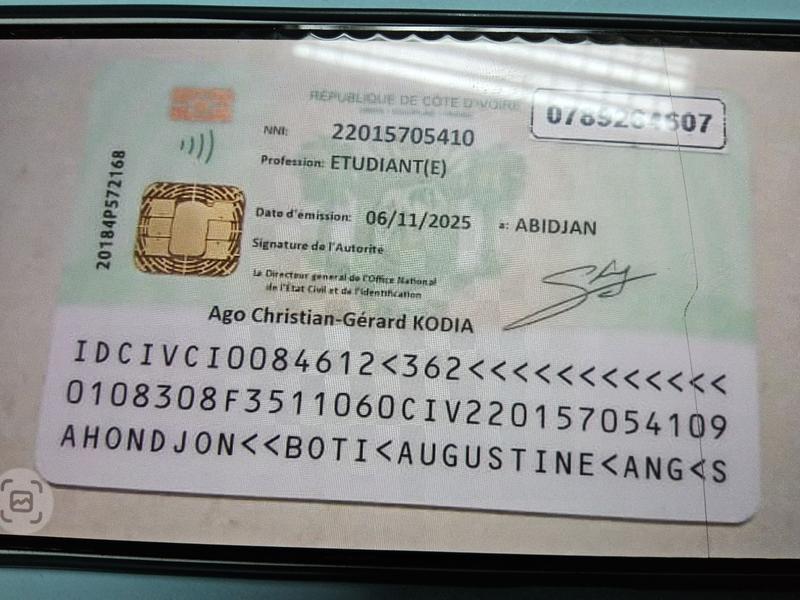 RÉPUBLIQUE DE CÔTE D'IVOIRE
NNI: 22015705410
Profession: ETUDIANT(E)
20184P572168
Date d'émission: 06/11/2025 a: ABIDJAN
Signature de l'Autorité
Le Directeur general de l'Office National
de l'État Civil et de l'Identification
Ago Christian-Gérard KODIA
IDCIVCI0084612<362<<<<<<<<<<<<
0108308F3511060CIV220157054109
AHONDJON<<BOTI<AUGUSTINE<ANG<S